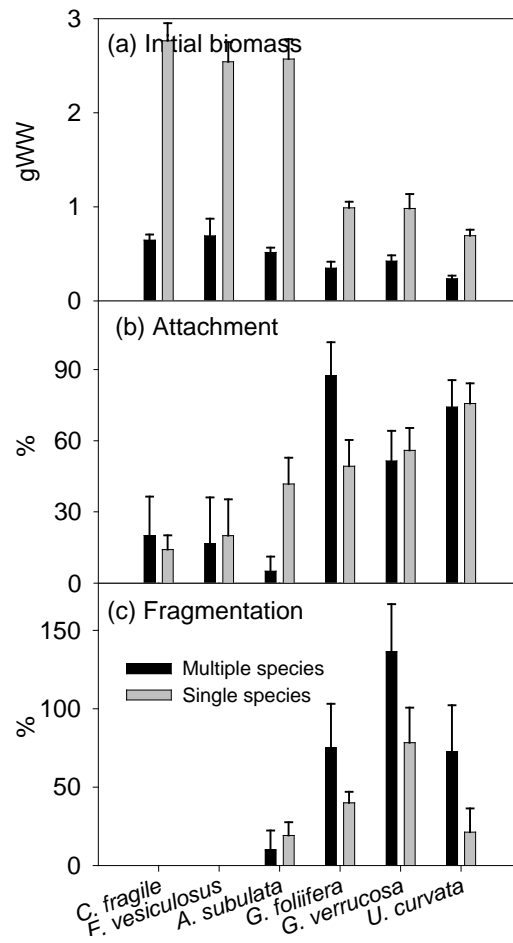 3
(a) Initial biomass
2
gWW
1
0
(b) Attachment
90
60
%
30
0
(c) Fragmentation
150
Multiple species
100
Single species
%
50
0
C. fragile
F. vesiculosus
A. subulata
G. foliifera
G. verrucosa
U. curvata